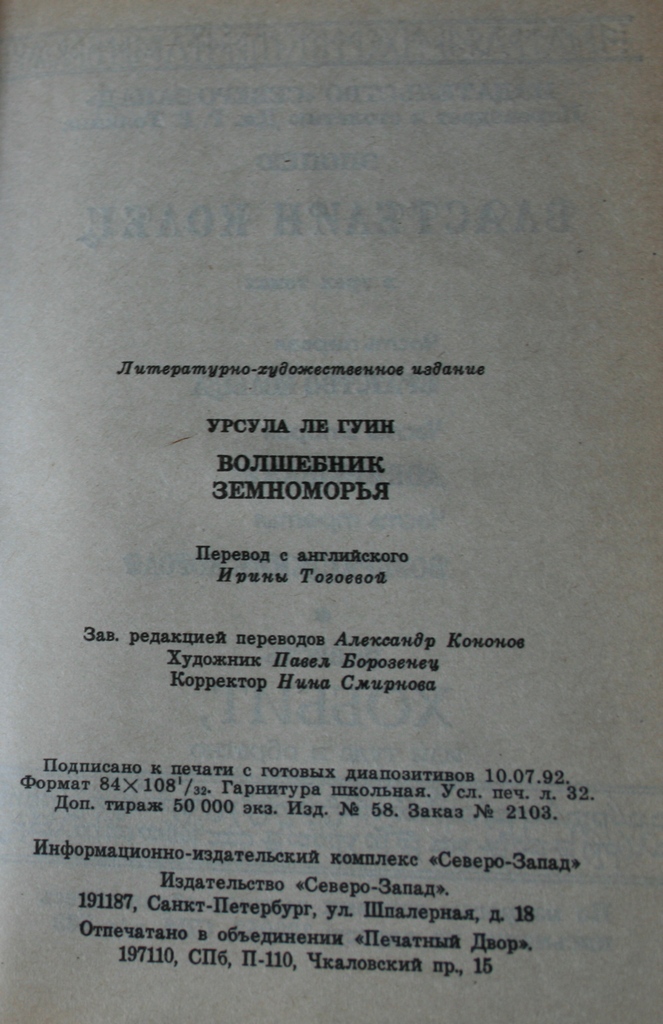 Литературно-художественное издание
УРСУЛА ЛЕ ГУИН
ВОЛШЕБНИК
ЗЕМНОМОРЬЯ
Перевод с английского
Ирины Тогоевой
Зав. редакцией переводов Александр Кононов
Художник Павел Борозенец
Корректор Нина Смирнова
Подписано к печати с готовых диапозитивов 10.07.92.
Формат 84×108¹/₃₂. Гарнитура школьная. Усл. печ. л. 32.
Доп. тираж 50 000 экз. Изд. № 58. Заказ № 2103.
Информационно-издательский комплекс «Северо-Запад»
Издательство «Северо-Запад».
191187, Санкт-Петербург, ул. Шпалерная, д. 18
Отпечатано в объединении «Печатный Двор».
197110, СПб, П-110, Чкаловский пр., 15